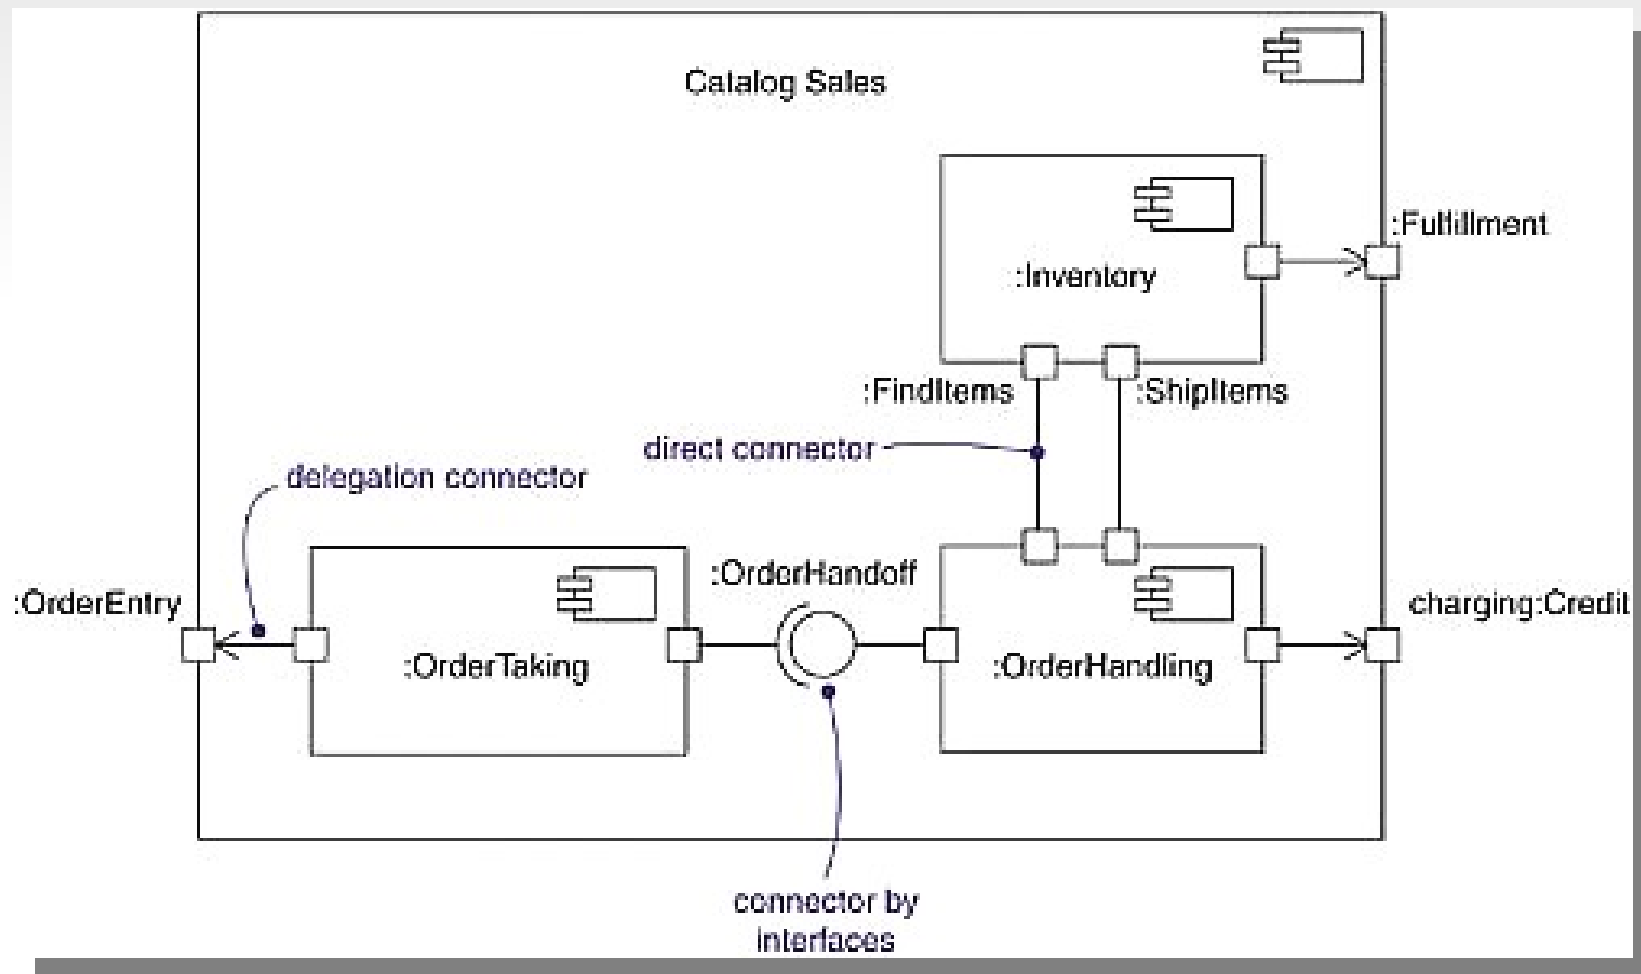 Catalog Sales
:Fulfillment
:Inventory
:FindItems
:ShipItems
direct connector
delegation connector
:OrderHandoff
:OrderEntry
charging:Credit
:OrderTaking
:OrderHandling
connector by
interfaces